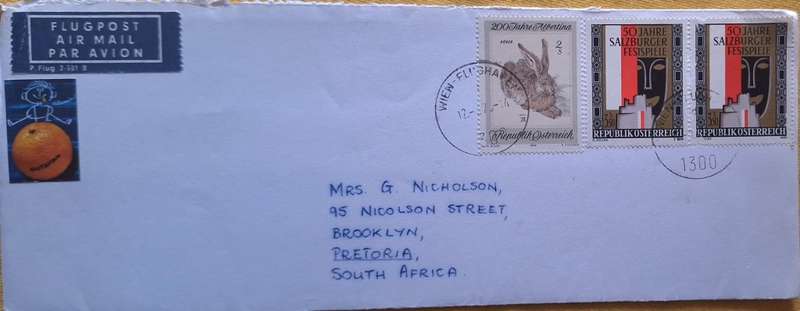 FLUGPOST
AIR MAIL
PAR AVION
200 Jahre Albertina
2
S
Republik Österreich
50 JAHRE
SALZBURGER
FESTSPIELE
REPUBLIK ÖSTERREICH
50 JAHRE
SALZBURGER
FESTSPIELE
REPUBLIK ÖSTERREICH
WIEN-FLUGHA
1300
MRS. G. NICHOLSON,
95 NICOLSON STREET,
BROOKLYN,
PRETORIA,
SOUTH AFRICA.